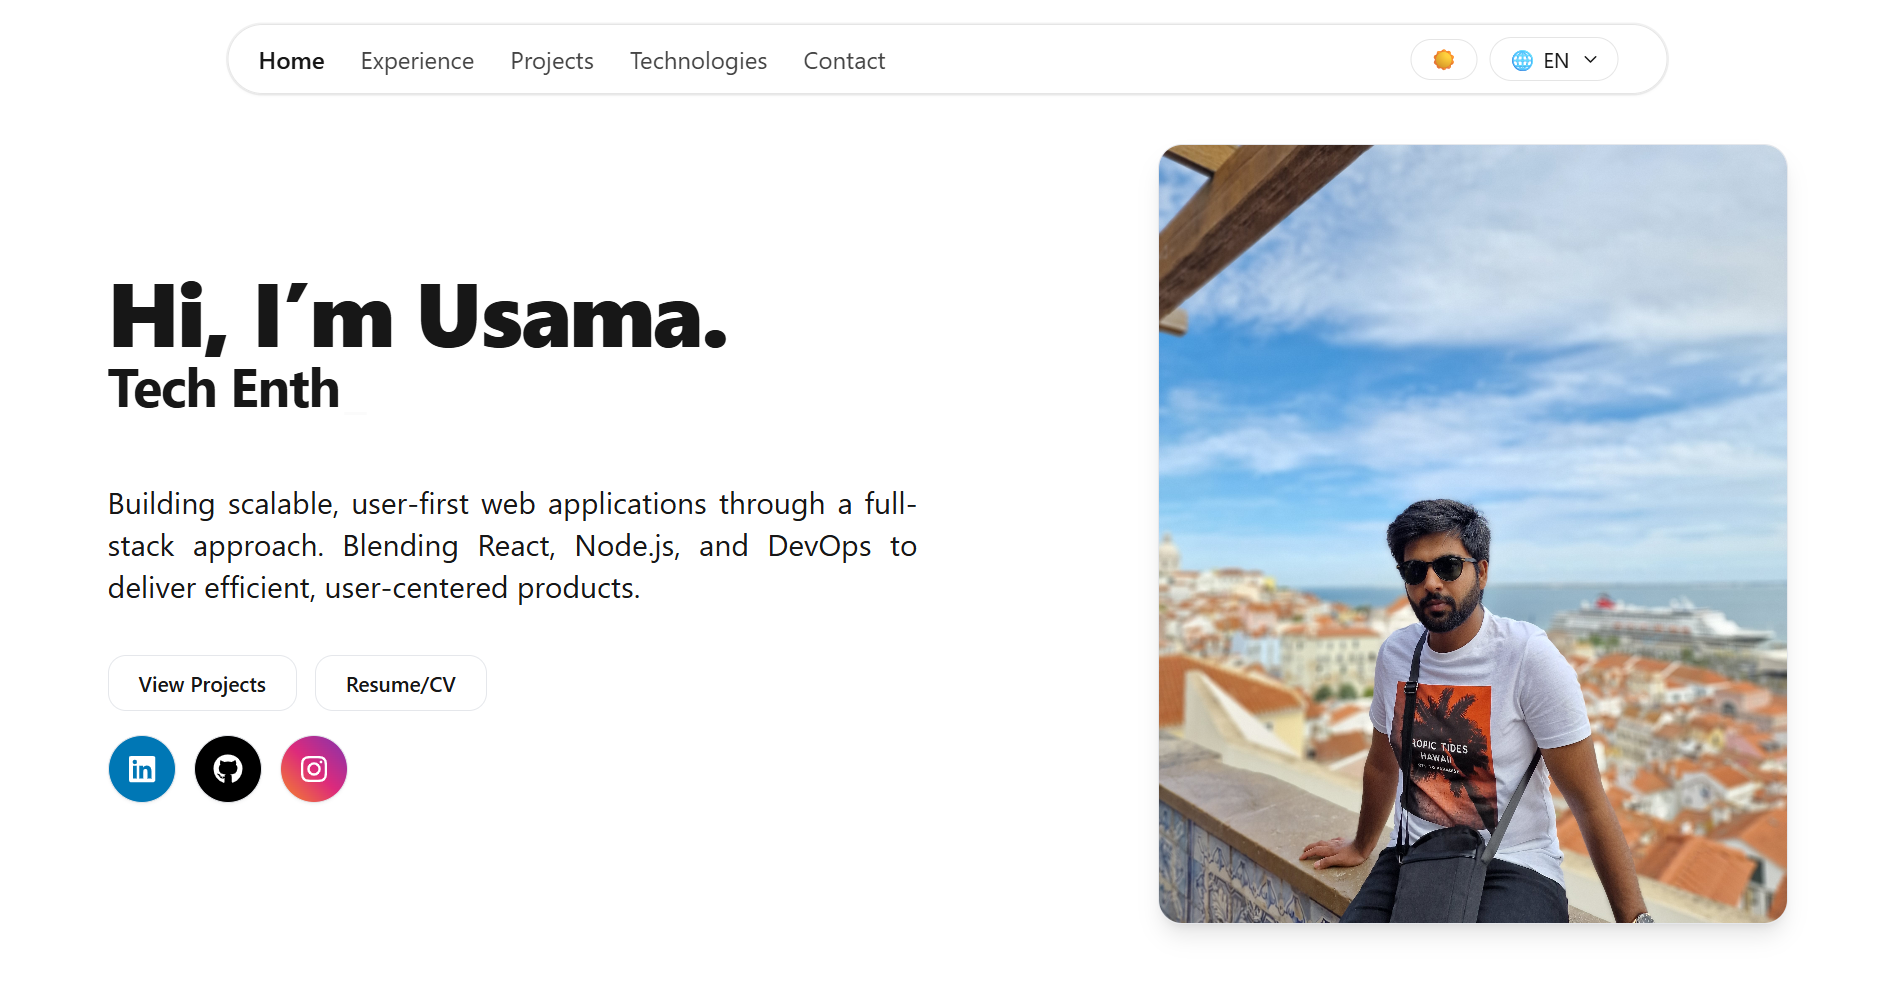 Home Experience Projects Technologies Contact EN
Hi, I’m Usama.
Tech Enth
Building scalable, user-first web applications through a full-
stack approach. Blending React, Node.js, and DevOps to
deliver efficient, user-centered products.
View Projects Resume/CV
in
ROPIC TIDES
HAWAII